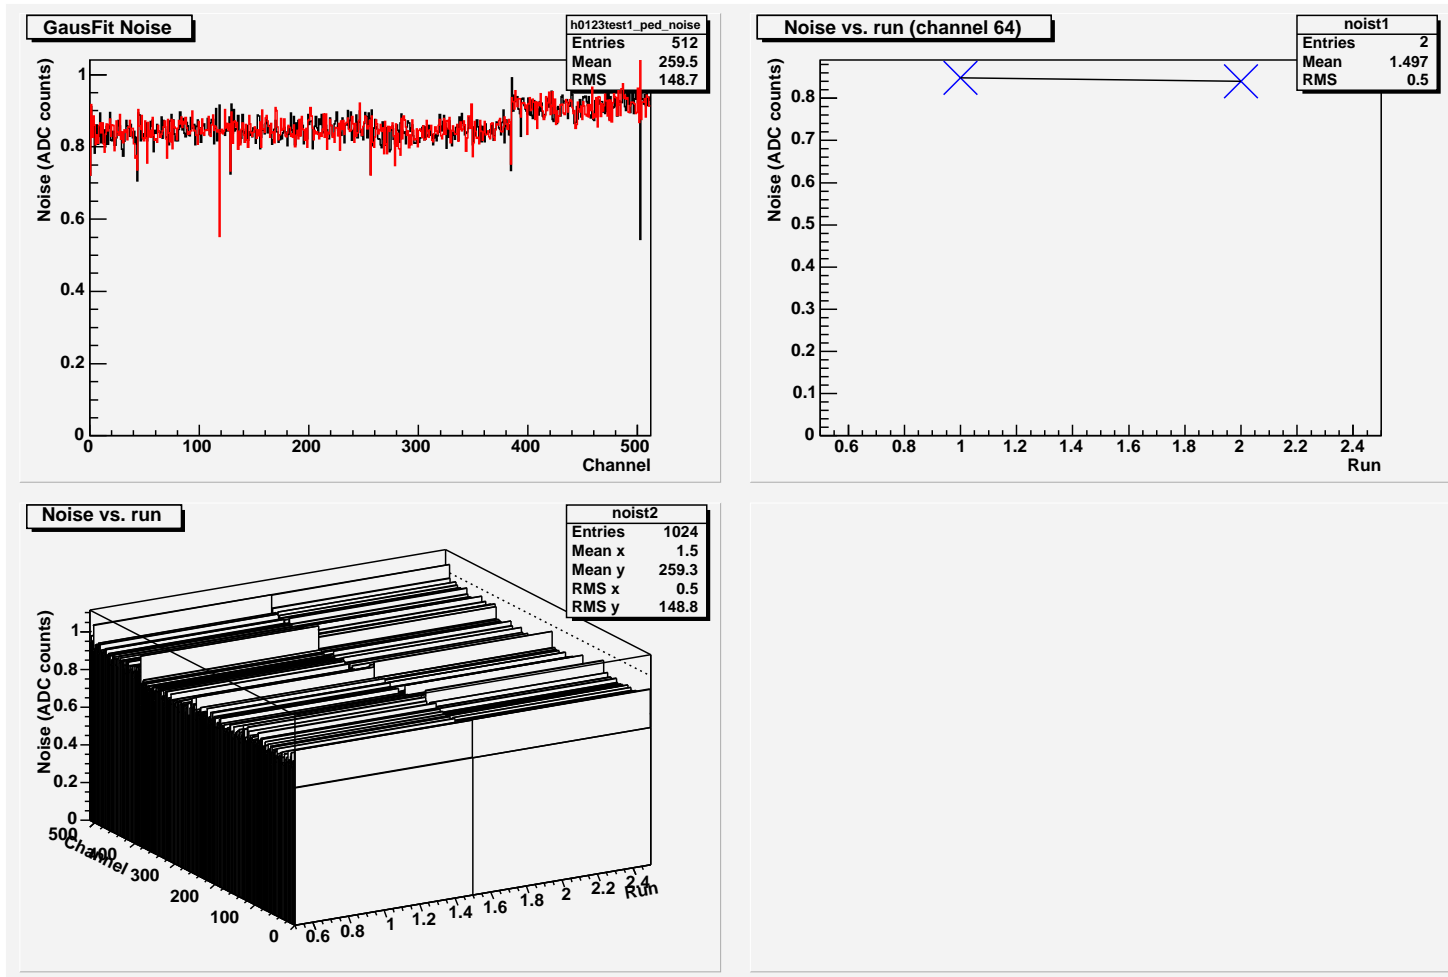 GausFit Noise
h0123test1_ped_noise
Entries 512
Mean 259.5
RMS 148.7
Noise (ADC counts)
1
0.8
0.6
0.4
0.2
0
0 100 200 300 400 500
Channel
Noise vs. run (channel 64)
noist1
Entries 2
Mean 1.497
RMS 0.5
Noise (ADC counts)
0.8
0.7
0.6
0.5
0.4
0.3
0.2
0.1
0
0.6 0.8 1 1.2 1.4 1.6 1.8 2 2.2 2.4
Run
Noise vs. run
noist2
Entries 1024
Mean x 1.5
Mean y 259.3
RMS x 0.5
RMS y 148.8
Noise (ADC counts)
1
0.8
0.6
0.4
0.2
0
500 400 300 200 100 0
Channel
0.6 0.8 1 1.2 1.4 1.6 1.8 2 2.2 2.4
Run